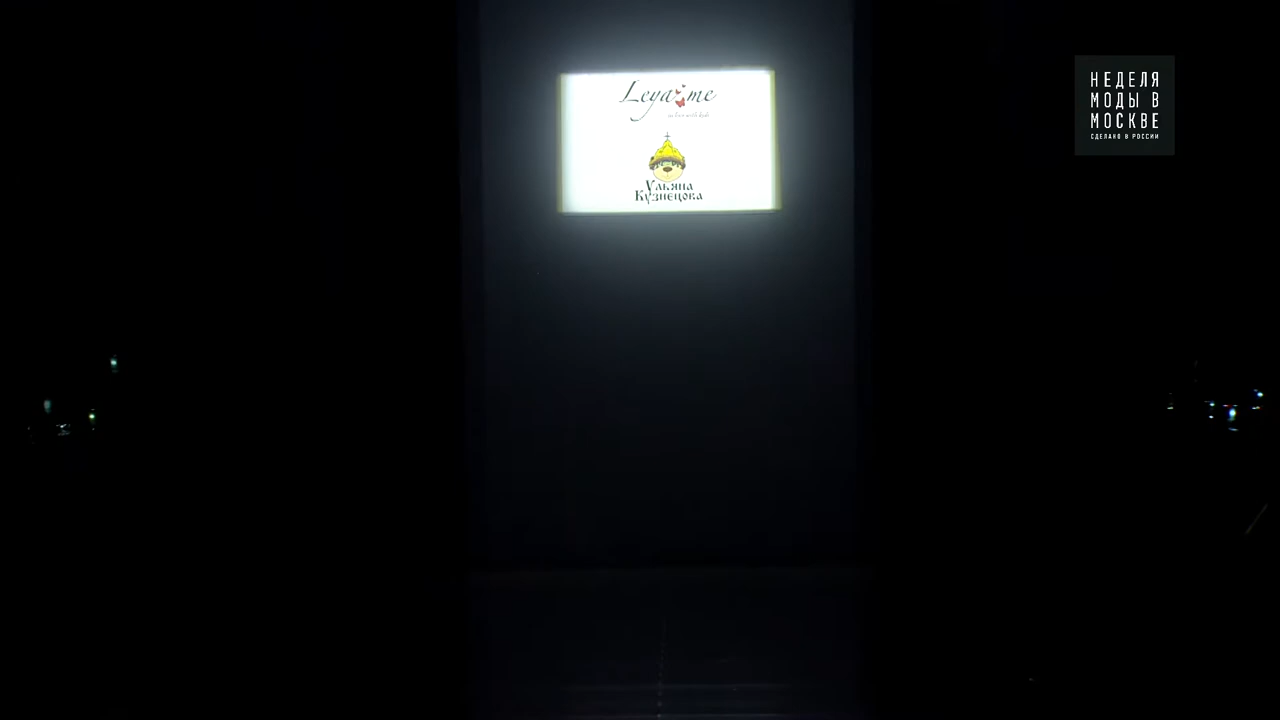 Leya me
Ульяна
Кузнецова
НЕДЕЛЯ
МОДЫ В
МОСКВЕ
СДЕЛАНО В РОССИИ